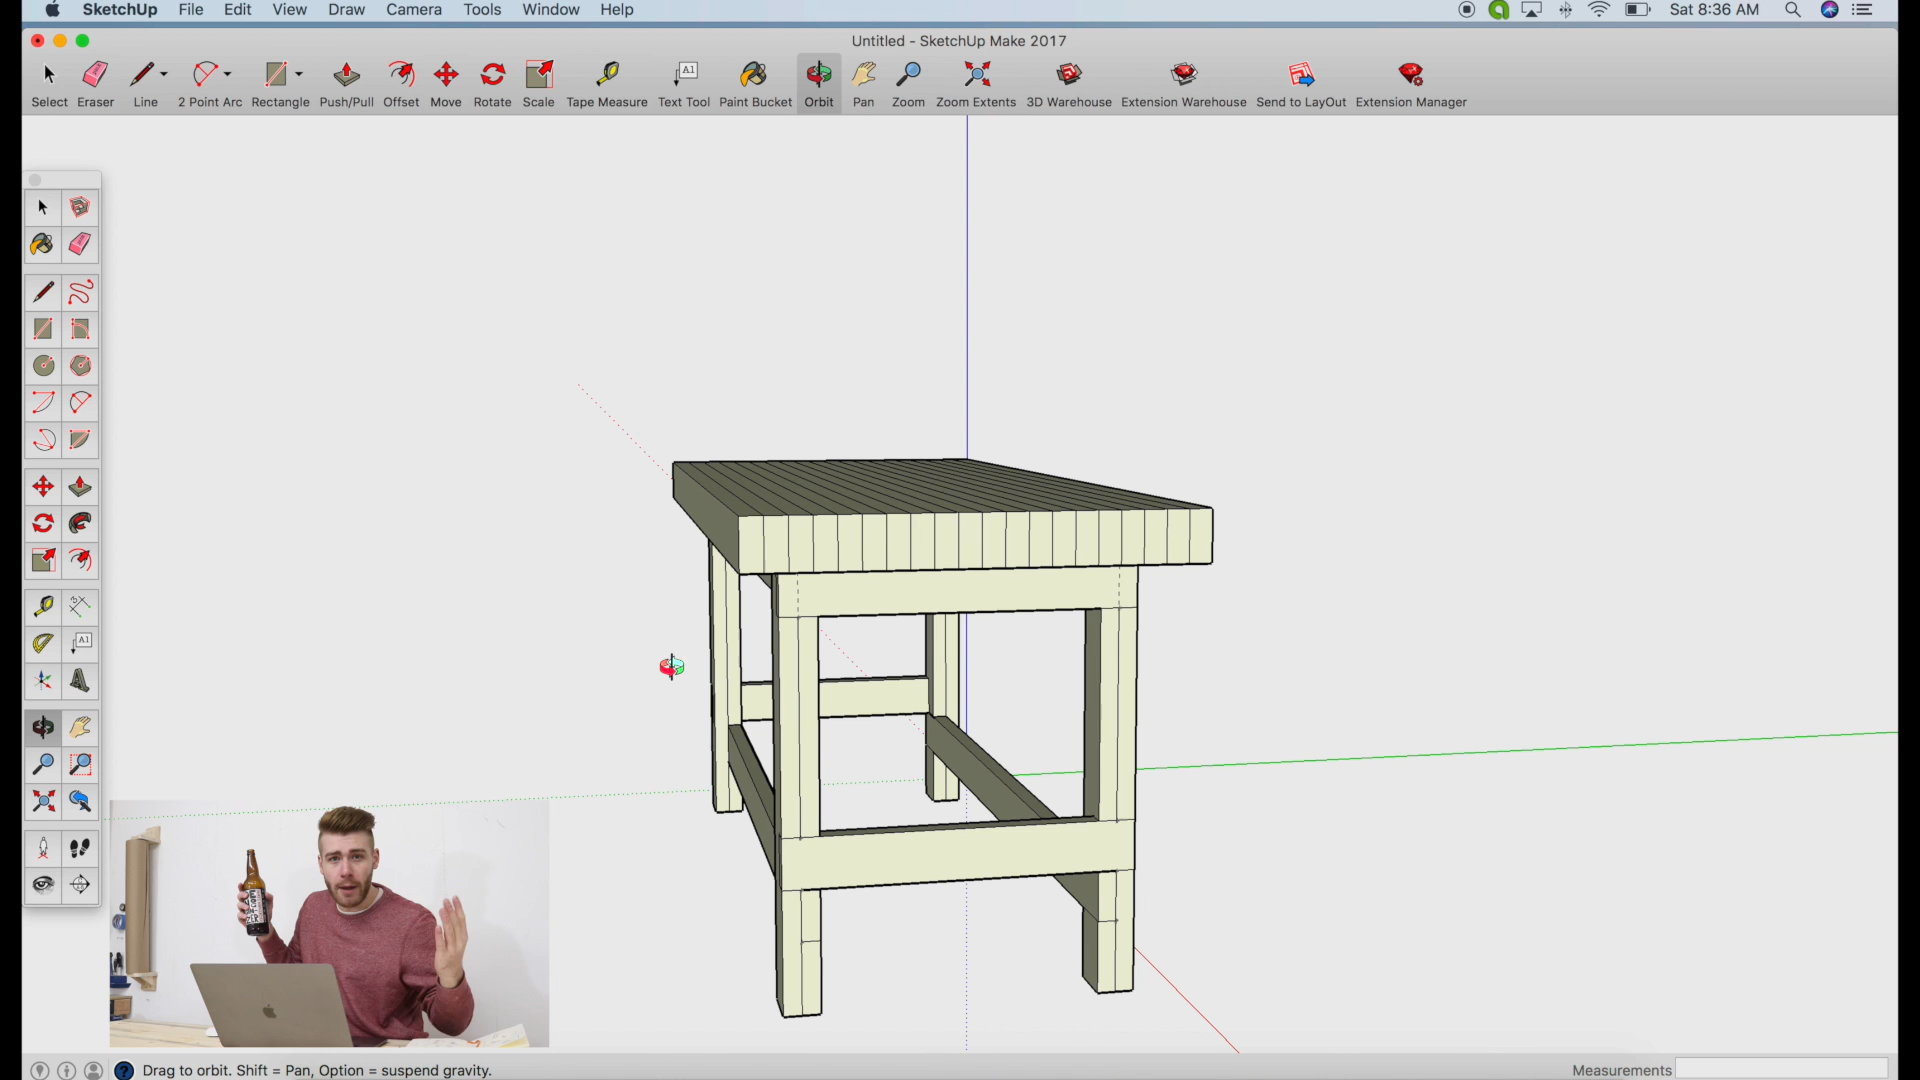 SketchUp File Edit View Draw Camera Tools Window Help Sat 8:36 AM
Untitled - SketchUp Make 2017
A1
Select Eraser Line 2 Point Arc Rectangle Push/Pull Offset Move Rotate Scale Tape Measure Text Tool Paint Bucket Orbit Pan Zoom Zoom Extents 3D Warehouse Extension Warehouse Send to LayOut Extension Manager
A1
Drag to orbit. Shift = Pan, Option = suspend gravity. Measurements